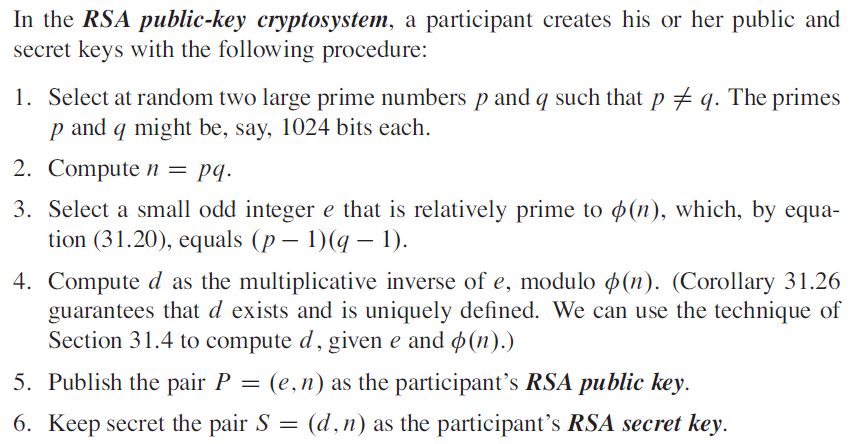 In the RSA public-key cryptosystem, a participant creates his or her public and
secret keys with the following procedure:
1. Select at random two large prime numbers p and q such that p ≠ q. The primes
p and q might be, say, 1024 bits each.
2. Compute n = pq.
3. Select a small odd integer e that is relatively prime to ϕ(n), which, by equa-
tion (31.20), equals (p − 1)(q − 1).
4. Compute d as the multiplicative inverse of e, modulo ϕ(n). (Corollary 31.26
guarantees that d exists and is uniquely defined. We can use the technique of
Section 31.4 to compute d, given e and ϕ(n).)
5. Publish the pair P = (e, n) as the participant's RSA public key.
6. Keep secret the pair S = (d, n) as the participant's RSA secret key.